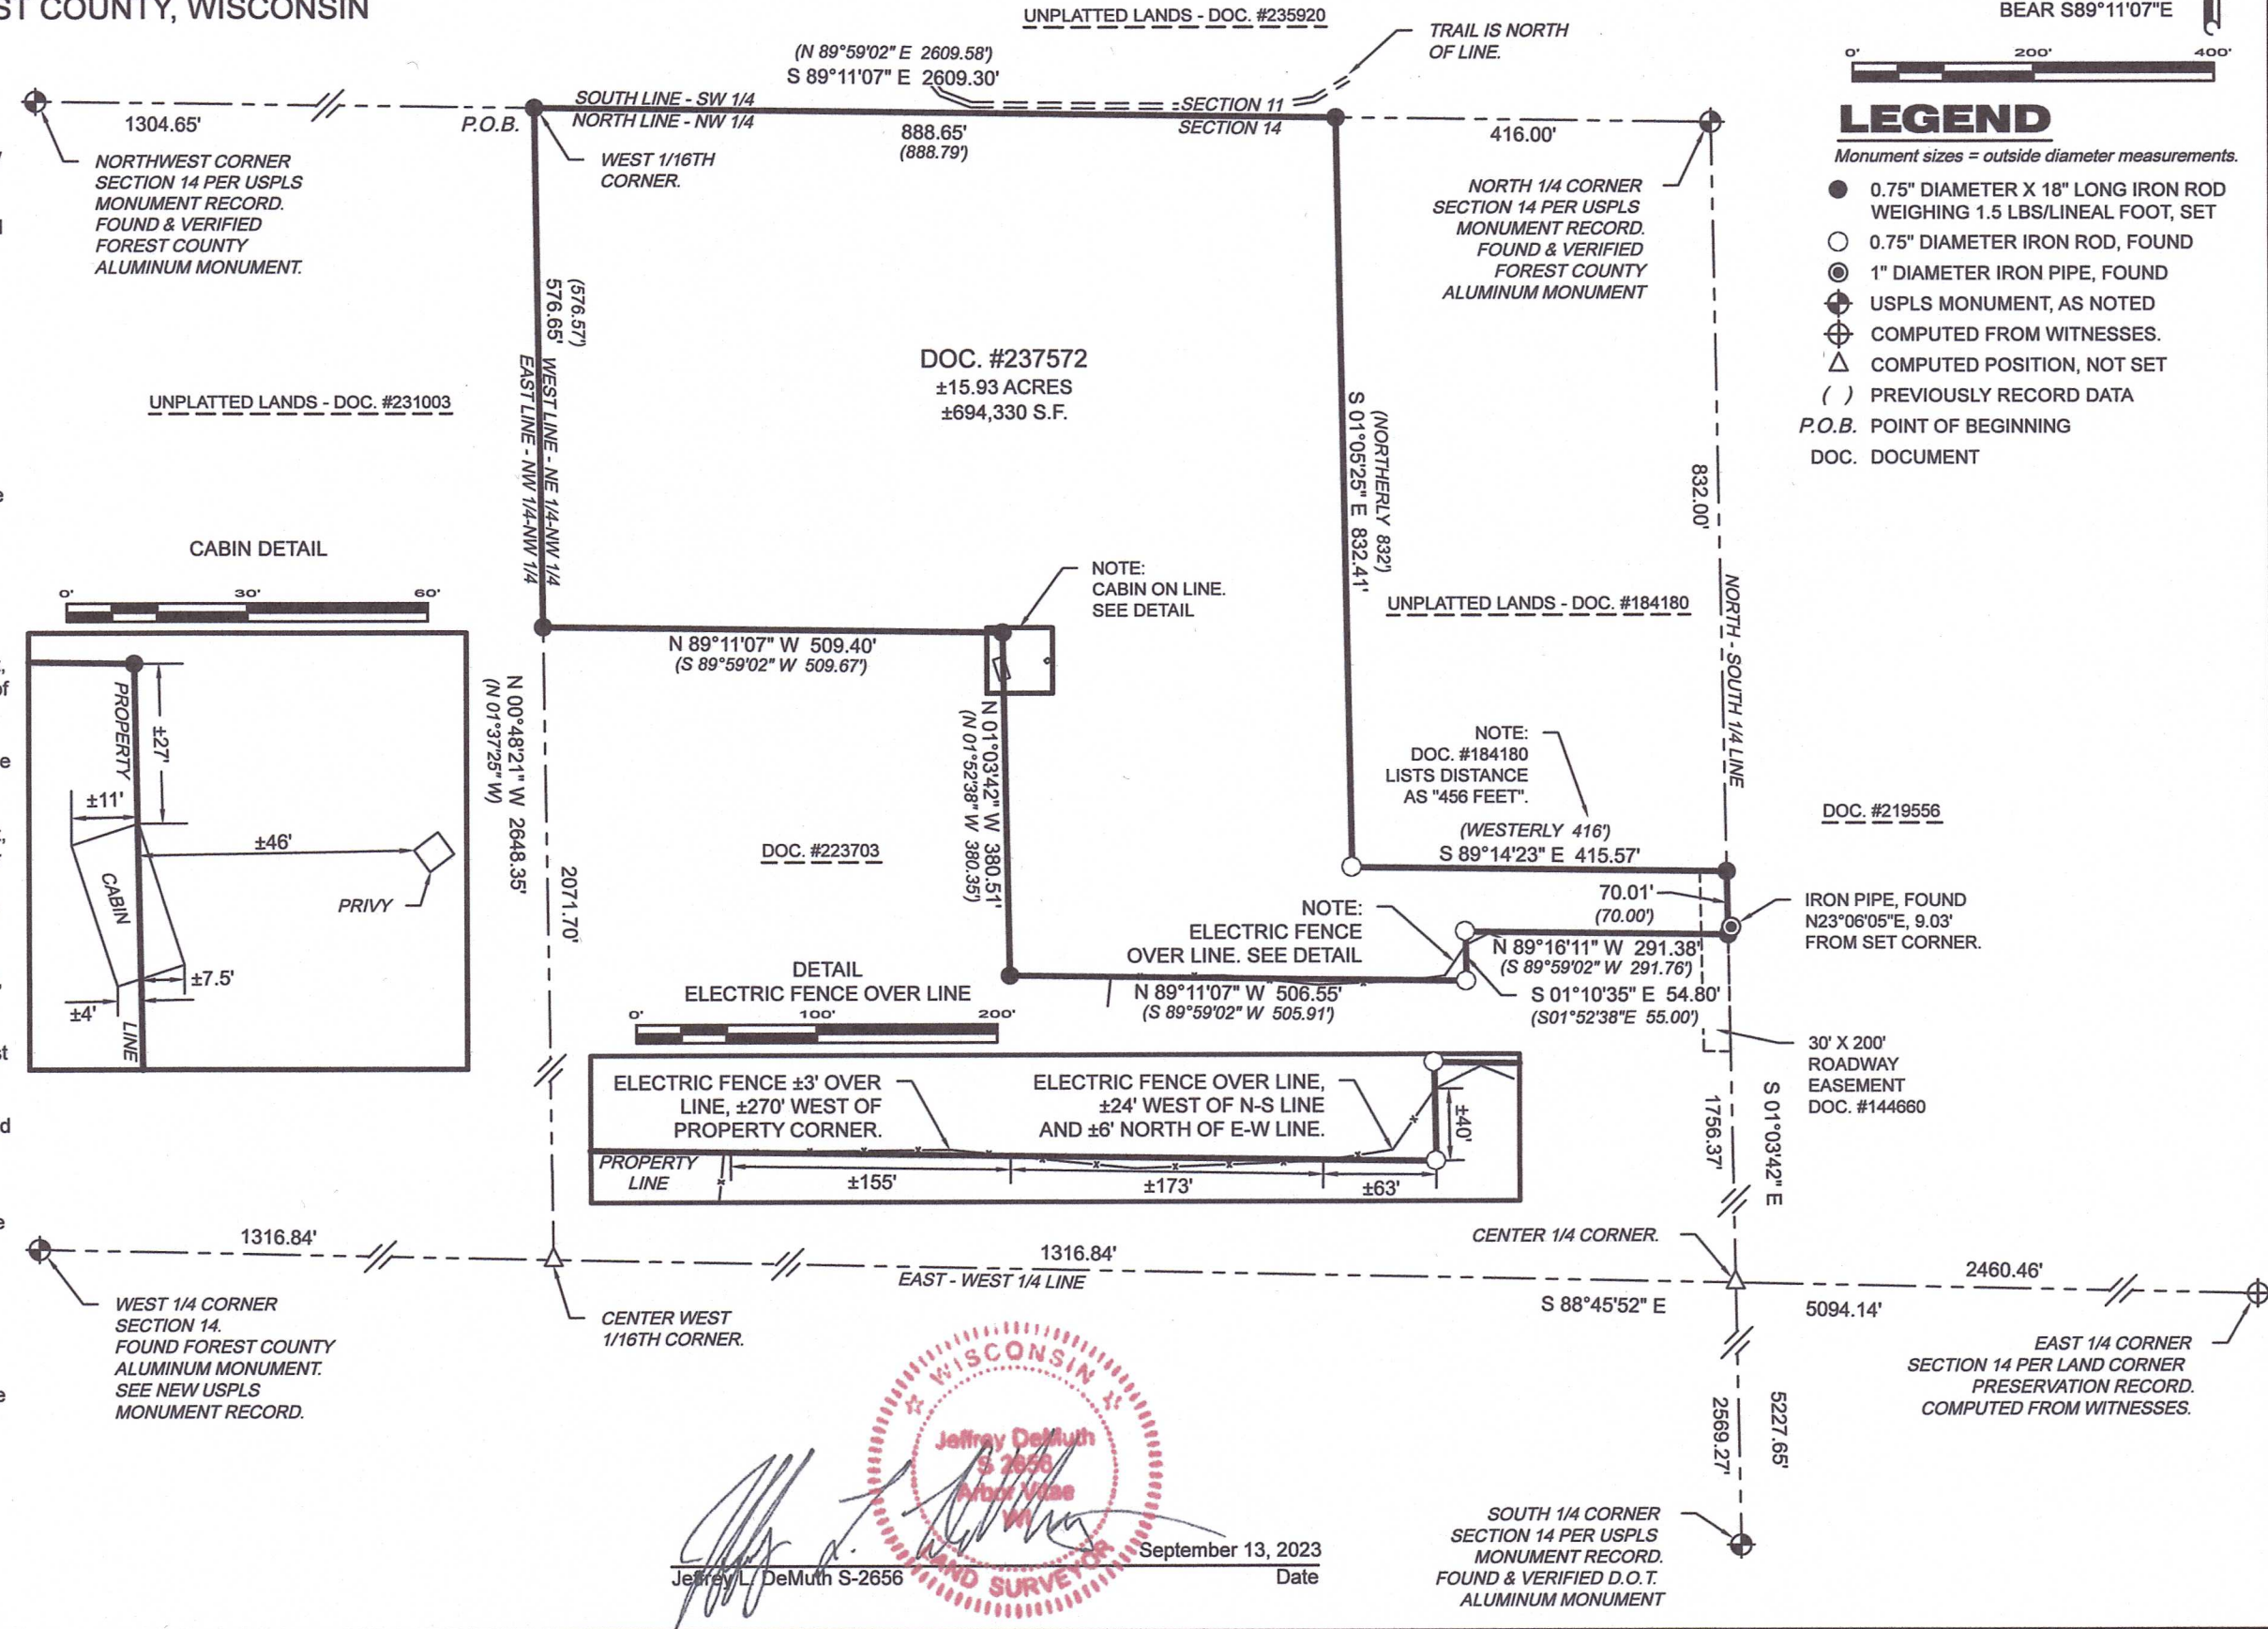 ST COUNTY, WISCONSIN
UNPLATTED LANDS - DOC. #235920
BEAR S89°11'07"E
0' 200' 400'
(N 89°59'02" E 2609.58')
S 89°11'07" E 2609.30'
TRAIL IS NORTH
OF LINE.
SOUTH LINE - SW 1/4
NORTH LINE - NW 1/4
SECTION 11
SECTION 14
1304.65'
P.O.B.
888.65'
(888.79')
416.00'
NORTHWEST CORNER
SECTION 14 PER USPLS
MONUMENT RECORD.
FOUND & VERIFIED
FOREST COUNTY
ALUMINUM MONUMENT.
WEST 1/16TH
CORNER.
NORTH 1/4 CORNER
SECTION 14 PER USPLS
MONUMENT RECORD.
FOUND & VERIFIED
FOREST COUNTY
ALUMINUM MONUMENT
LEGEND
Monument sizes = outside diameter measurements.
0.75" DIAMETER X 18" LONG IRON ROD
WEIGHING 1.5 LBS/LINEAL FOOT, SET
0.75" DIAMETER IRON ROD, FOUND
1" DIAMETER IRON PIPE, FOUND
USPLS MONUMENT, AS NOTED
COMPUTED FROM WITNESSES.
COMPUTED POSITION, NOT SET
( ) PREVIOUSLY RECORD DATA
P.O.B. POINT OF BEGINNING
DOC. DOCUMENT
(576.57')
576.65'
WEST LINE - NE 1/4-NW 1/4
EAST LINE - NW 1/4-NW 1/4
DOC. #237572
±15.93 ACRES
±694,330 S.F.
UNPLATTED LANDS - DOC. #231003
(NORTHERLY 832')
S 01°05'25" E 832.41'
832.00'
NORTH - SOUTH 1/4 LINE
CABIN DETAIL
0' 30' 60'
PROPERTY
±27'
±11'
±46'
CABIN
PRIVY
±7.5'
±4'
LINE
NOTE:
CABIN ON LINE.
SEE DETAIL
UNPLATTED LANDS - DOC. #184180
N 89°11'07" W 509.40'
(S 89°59'02" W 509.67')
N 00°48'21" W 2648.35'
(N 01°37'25" W)
2071.70'
N 01°03'42" W 380.51'
(N 01°52'38" W 380.35')
DOC. #223703
NOTE:
DOC. #184180
LISTS DISTANCE
AS "456 FEET".
(WESTERLY 416')
S 89°14'23" E 415.57'
DOC. #219556
70.01'
(70.00')
IRON PIPE, FOUND
N23°06'05"E, 9.03'
FROM SET CORNER.
NOTE:
ELECTRIC FENCE
OVER LINE. SEE DETAIL
N 89°16'11" W 291.38'
(S 89°59'02" W 291.76')
N 89°11'07" W 506.55'
(S 89°59'02" W 505.91')
S 01°10'35" E 54.80'
(S01°52'38"E 55.00')
30' X 200'
ROADWAY
EASEMENT
DOC. #144660
DETAIL
ELECTRIC FENCE OVER LINE
0' 100' 200'
ELECTRIC FENCE ±3' OVER
LINE, ±270' WEST OF
PROPERTY CORNER.
ELECTRIC FENCE OVER LINE,
±24' WEST OF N-S LINE
AND ±6' NORTH OF E-W LINE.
±40'
PROPERTY
LINE
±155'
±173'
±63'
1756.37'
S 01°03'42" E
1316.84'
1316.84'
EAST - WEST 1/4 LINE
CENTER 1/4 CORNER.
2460.46'
S 88°45'52" E
5094.14'
WEST 1/4 CORNER
SECTION 14.
FOUND FOREST COUNTY
ALUMINUM MONUMENT.
SEE NEW USPLS
MONUMENT RECORD.
CENTER WEST
1/16TH CORNER.
EAST 1/4 CORNER
SECTION 14 PER LAND CORNER
PRESERVATION RECORD.
COMPUTED FROM WITNESSES.
2569.27'
5227.65'
SOUTH 1/4 CORNER
SECTION 14 PER USPLS
MONUMENT RECORD.
FOUND & VERIFIED D.O.T.
ALUMINUM MONUMENT
WISCONSIN
Jeffrey DeMuth
S 2656
Arbor Vitae
WI
LAND SURVEYOR
September 13, 2023
Jeffrey L. DeMuth S-2656
Date